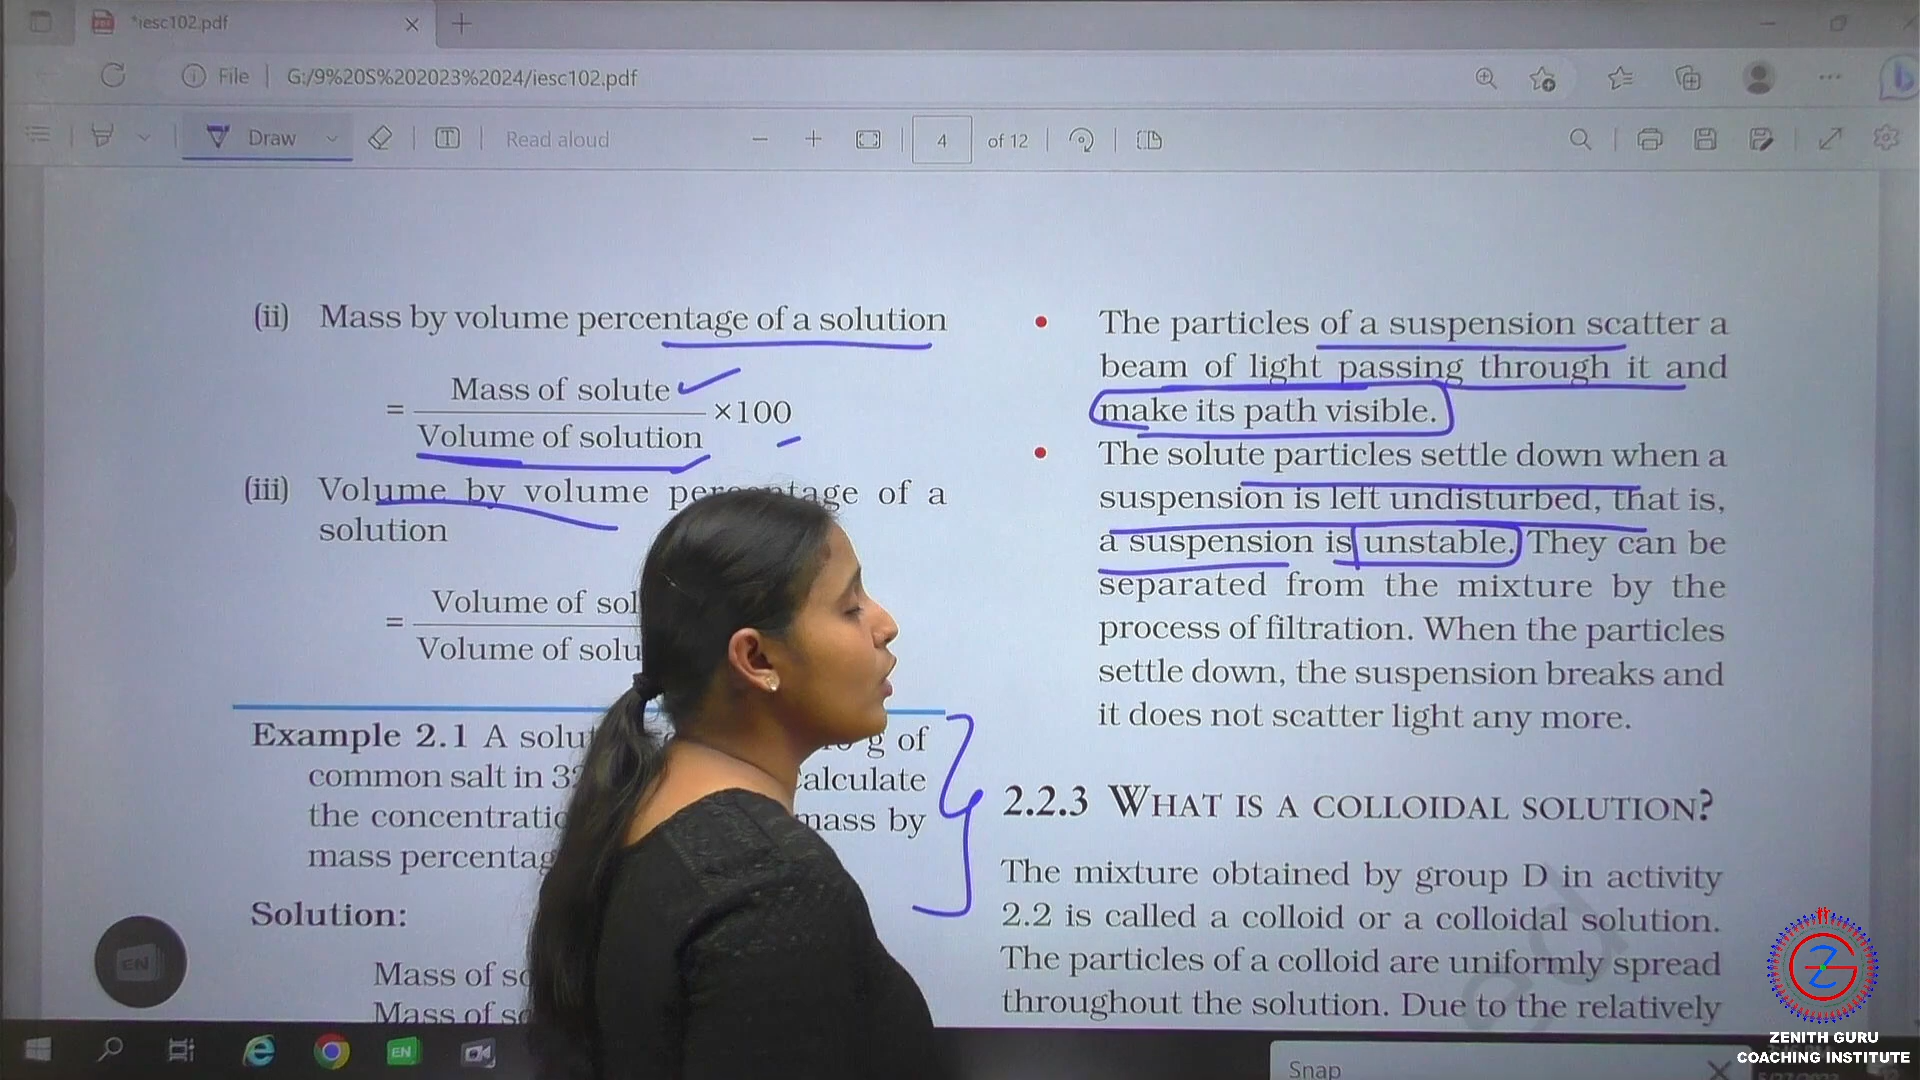 *iesc102.pdf
File
G:/9%20S%202023%2024/iesc102.pdf
Draw
Read aloud
4 of 12
(ii) Mass by volume percentage of a solution
= Mass of solute
Volume of solution
×100
(iii) Volume by volume percentage of a
solution
= Volume of sol
Volume of solu
Example 2.1 A solut g of
common salt in 3 alculate
the concentratio mass by
mass percentag
Solution:
Mass of so
Mass of so
• The particles of a suspension scatter a
beam of light passing through it and
make its path visible.
• The solute particles settle down when a
suspension is left undisturbed, that is,
a suspension is unstable. They can be
separated from the mixture by the
process of filtration. When the particles
settle down, the suspension breaks and
it does not scatter light any more.
2.2.3 WHAT IS A COLLOIDAL SOLUTION?
The mixture obtained by group D in activity
2.2 is called a colloid or a colloidal solution.
The particles of a colloid are uniformly spread
throughout the solution. Due to the relatively
EN
EN
Snap
ZENITH GURU
COACHING INSTITUTE